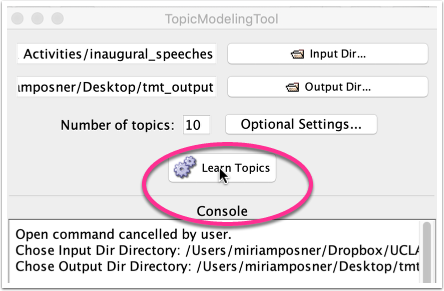 TopicModelingTool
Activities/inaugural_speeches
Input Dir...
amposner/Desktop/tmt_output
Output Dir...
Number of topics: 10
Optional Settings...
Learn Topics
Console
Open command cancelled by user.
Chose Input Dir Directory: /Users/miriamposner/Dropbox/UCLA
Chose Output Dir Directory: /Users/miriamposner/Desktop/tmt